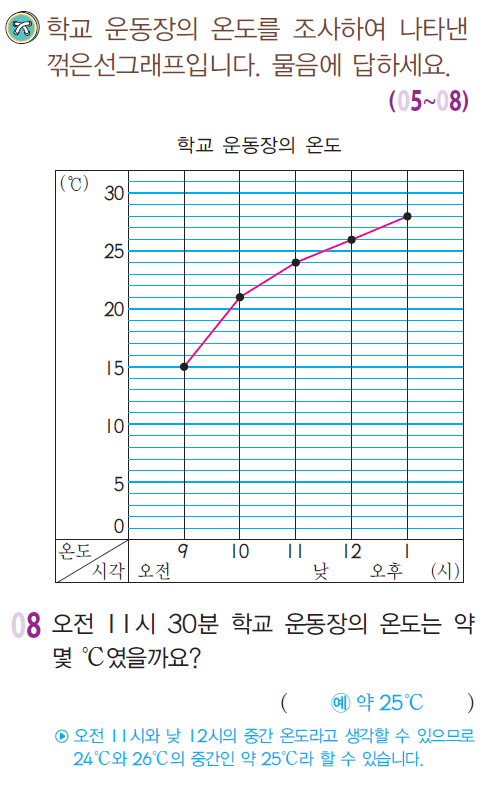 학교 운동장의 온도를 조사하여 나타낸
꺾은선그래프입니다. 물음에 답하세요.
(05~08)
학교 운동장의 온도
(℃)
30
25
20
15
10
5
0
온도
시각
9 10 11 12 1
오전 낮 오후 (시)
08 오전 11시 30분 학교 운동장의 온도는 약
몇 ℃였을까요?
( 예 약 25℃ )
오전 11시와 낮 12시의 중간 온도라고 생각할 수 있으므로
24℃와 26℃의 중간인 약 25℃라 할 수 있습니다.